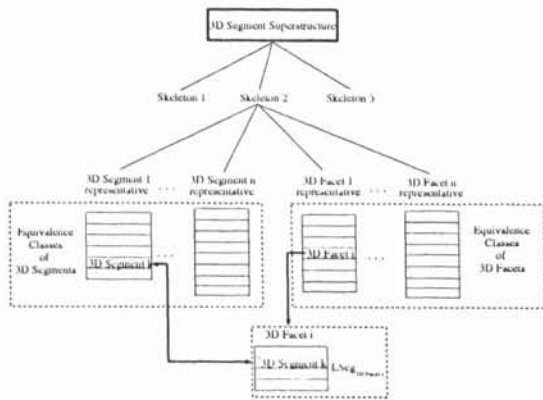 3D Segment Superstructure
Skeleton 1
Skeleton 2
Skeleton 3
3D Segment 1
representative
. . .
3D Segment n
representative
3D Facet 1
representative
. . .
3D Facet n
representative
Equivalence
Classes
of
3D Segments
3D Segment k
. . .
3D Facet i
. . .
Equivalence
Classes
of
3D Facets
3D Facet i
3D Segment k
LSeg